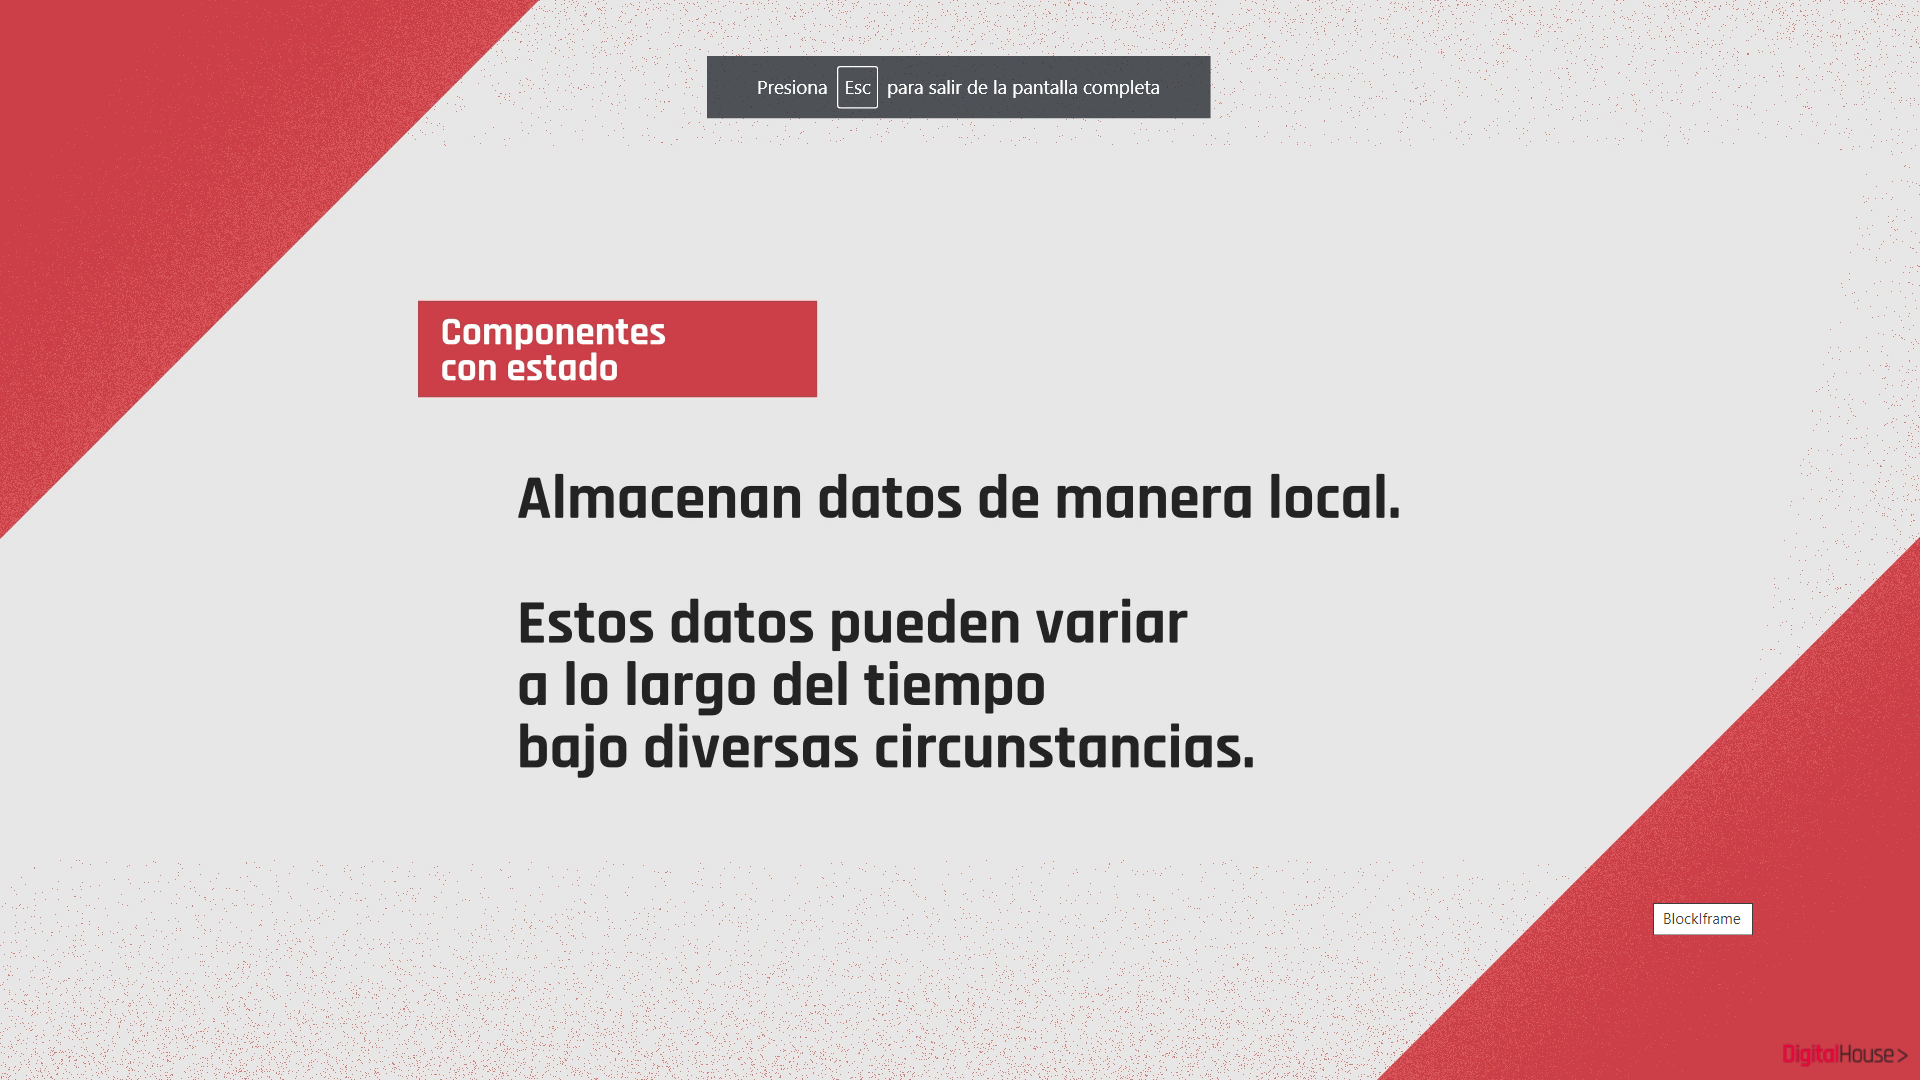 Presiona Esc para salir de la pantalla completa
Componentes
con estado
Almacenan datos de manera local.
Estos datos pueden variar
a lo largo del tiempo
bajo diversas circunstancias.
BlockIframe
DigitalHouse>